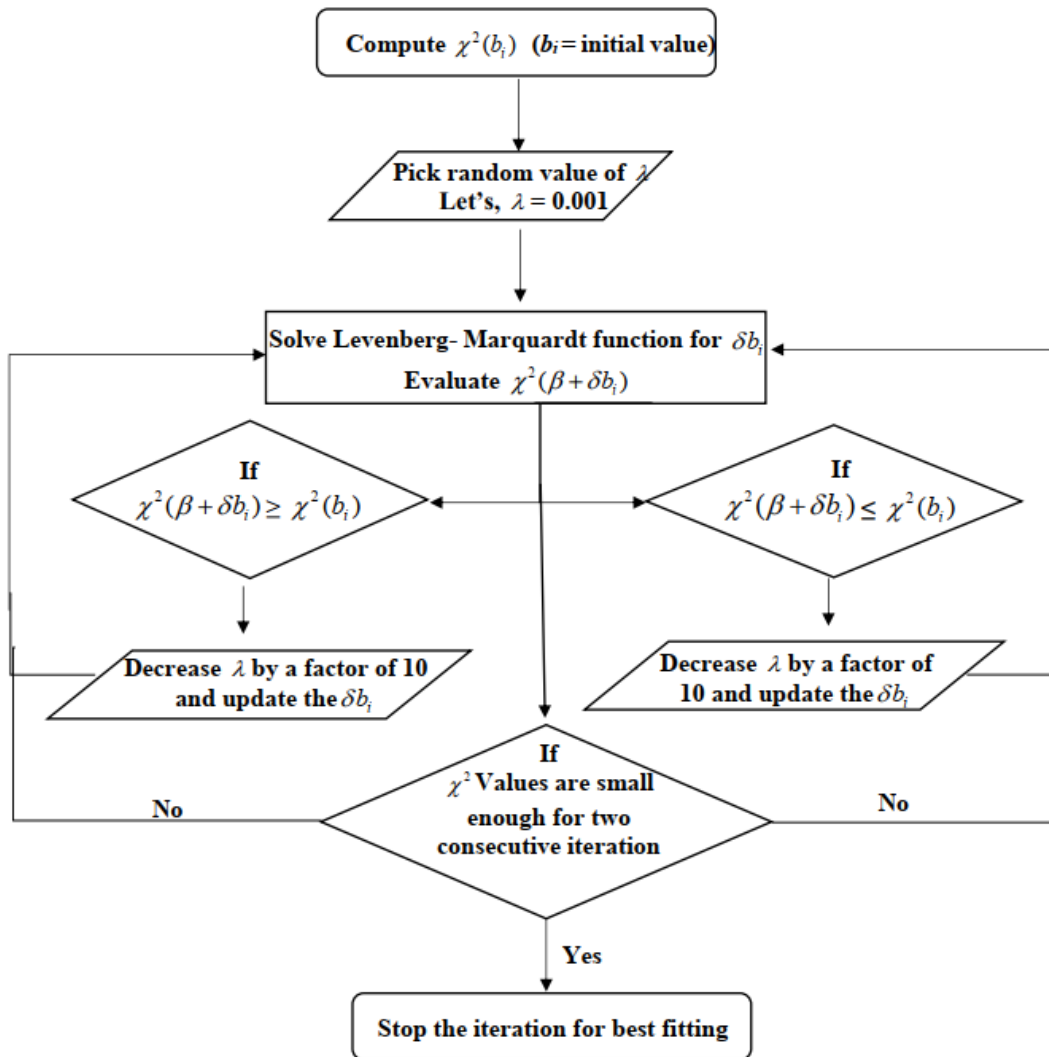 Compute χ²(bᵢ) (bᵢ = initial value)
Pick random value of λ
Let's, λ = 0.001
Solve Levenberg- Marquardt function for δbᵢ
Evaluate χ²(β + δbᵢ)
If
χ²(β + δbᵢ) ≥ χ²(bᵢ)
If
χ²(β + δbᵢ) ≤ χ²(bᵢ)
Decrease λ by a factor of 10
and update the δbᵢ
Decrease λ by a factor of
10 and update the δbᵢ
If
χ² Values are small
enough for two
consecutive iteration
No
No
Yes
Stop the iteration for best fitting